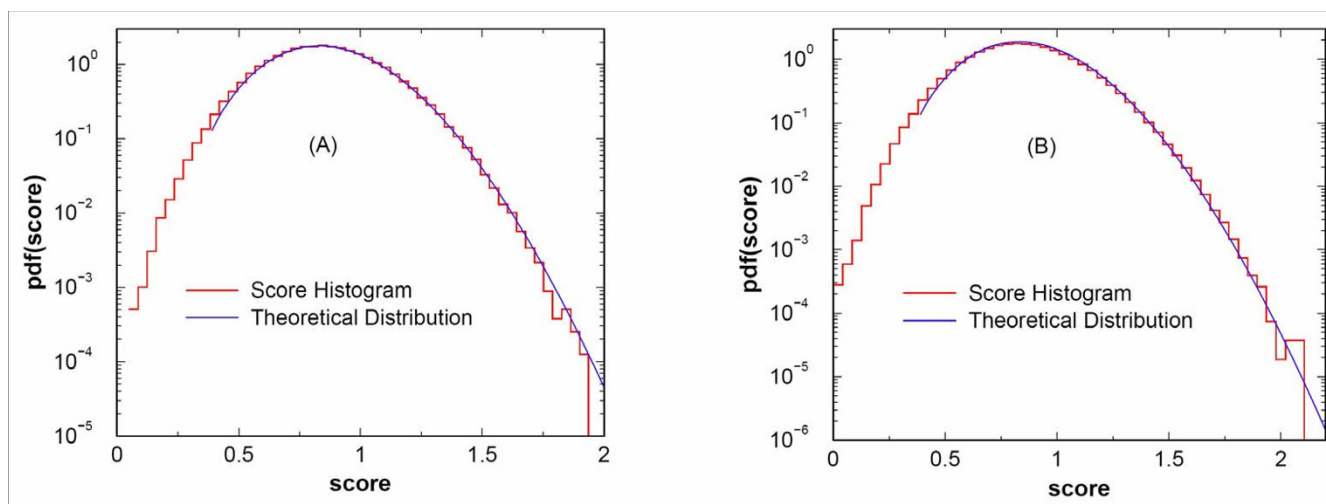 pdf(score)
10^0
10^-1
10^-2
10^-3
10^-4
10^-5
(A)
Score Histogram
Theoretical Distribution
0 0.5 1 1.5 2
score
pdf(score)
10^0
10^-1
10^-2
10^-3
10^-4
10^-5
10^-6
(B)
Score Histogram
Theoretical Distribution
0 0.5 1 1.5 2
score